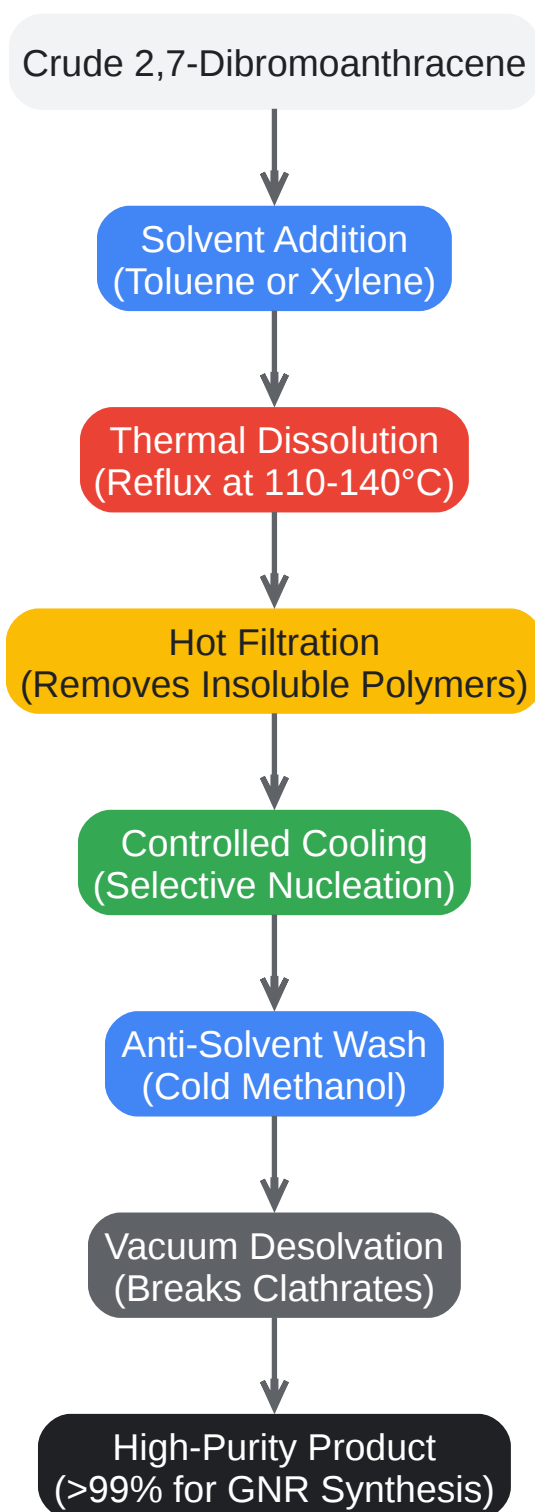 Crude 2,7-Dibromoanthracene
Solvent Addition
(Toluene or Xylene)
Thermal Dissolution
(Reflux at 110-140°C)
Hot Filtration
(Removes Insoluble Polymers)
Controlled Cooling
(Selective Nucleation)
Anti-Solvent Wash
(Cold Methanol)
Vacuum Desolvation
(Breaks Clathrates)
High-Purity Product
(>99% for GNR Synthesis)